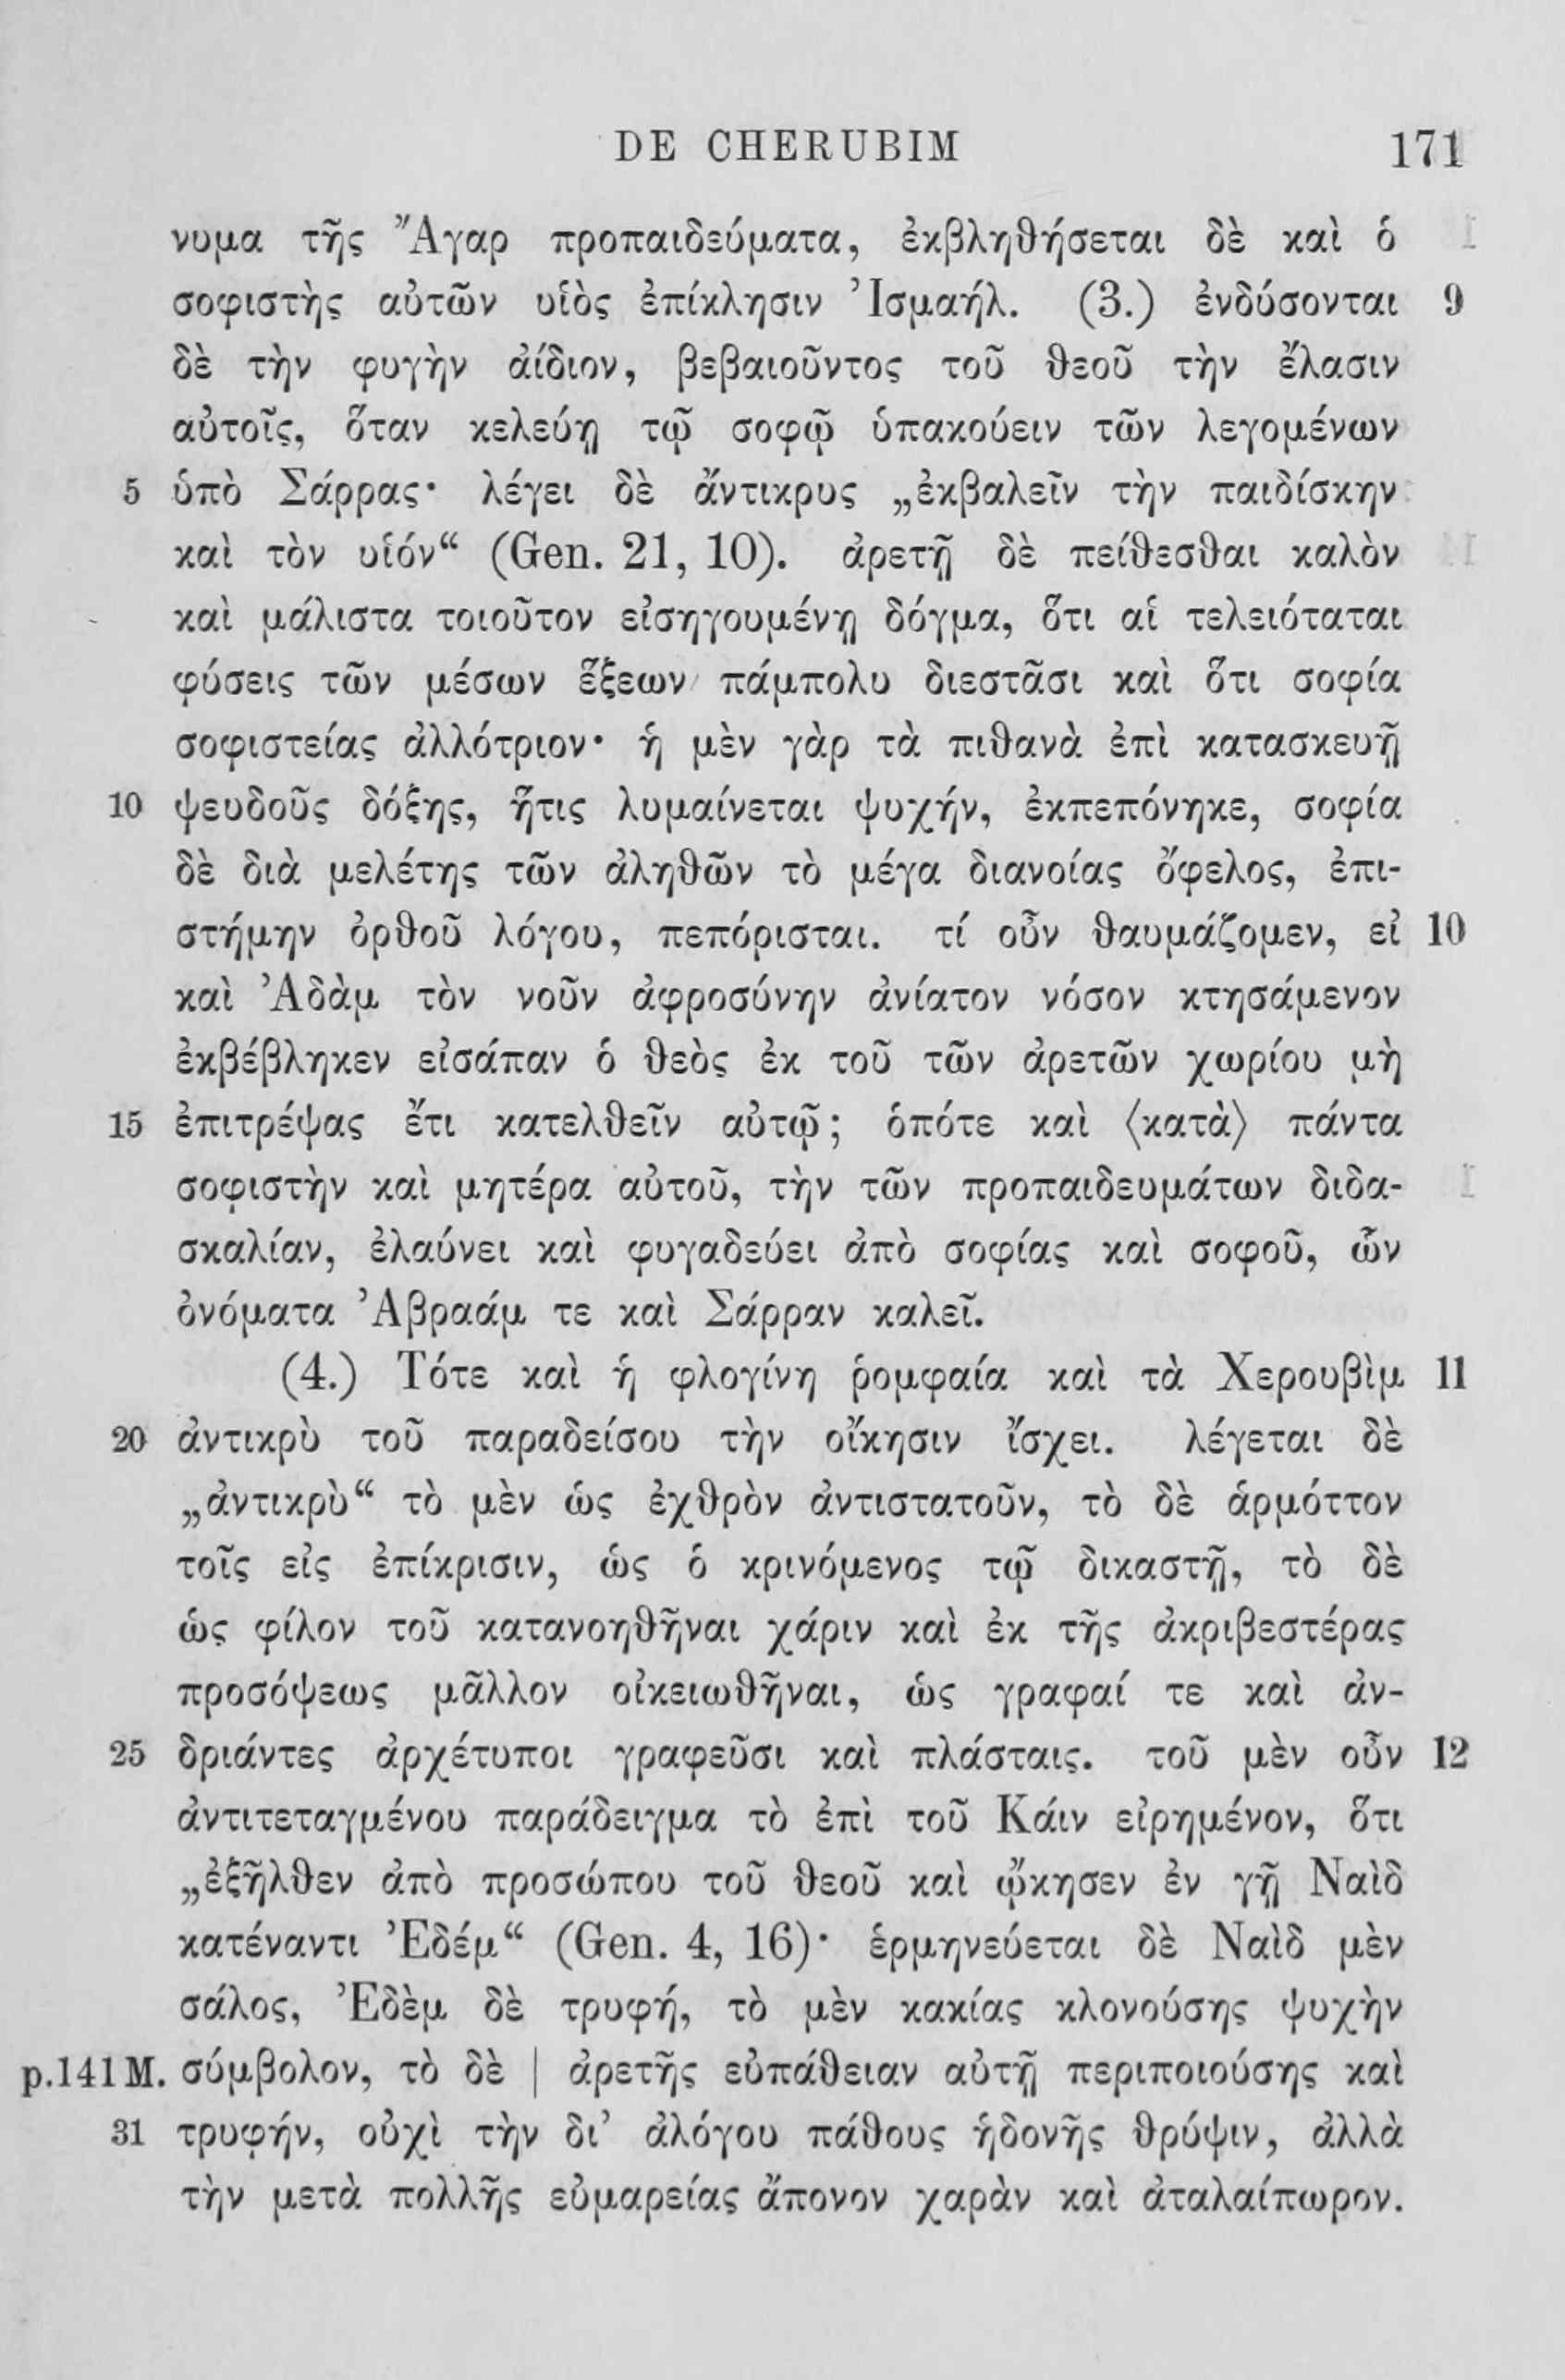 DE CHERUBIM 171
νυμα τῆς Ἄγαρ προπαιδεύματα, ἐκβληθήσεται δὲ καὶ ὁ
σοφιστὴς αὐτῶν υἱὸς ἐπίκλησιν Ἰσμαήλ. (3.) ἐνδύσονται 9
δὲ τὴν φυγὴν ἀίδιον, βεβαιοῦντος τοῦ θεοῦ τὴν ἔλασιν
αὐτοῖς, ὅταν κελεύῃ τῷ σοφῷ ὑπακούειν τῶν λεγομένων
5 ὑπὸ Σάρρας· λέγει δὲ ἄντικρυς „ἐκβαλεῖν τὴν παιδίσκην
καὶ τὸν υἱόν“ (Gen. 21, 10). ἀρετῇ δὲ πείθεσθαι καλὸν
καὶ μάλιστα τοιοῦτον εἰσηγουμένῃ δόγμα, ὅτι αἱ τελειόταται
φύσεις τῶν μέσων ἕξεων πάμπολυ διεστᾶσι καὶ ὅτι σοφία
σοφιστείας ἀλλότριον· ἡ μὲν γὰρ τὰ πιθανὰ ἐπὶ κατασκευῇ
10 ψευδοῦς δόξης, ἥτις λυμαίνεται ψυχήν, ἐκπεπόνηκε, σοφία
δὲ διὰ μελέτης τῶν ἀληθῶν τὸ μέγα διανοίας ὄφελος, ἐπι-
στήμην ὀρθοῦ λόγου, πεπόρισται. τί οὖν θαυμάζομεν, εἰ 10
καὶ Ἀδὰμ τὸν νοῦν ἀφροσύνην ἀνίατον νόσον κτησάμενον
ἐκβέβληκεν εἰσάπαν ὁ θεὸς ἐκ τοῦ τῶν ἀρετῶν χωρίου μὴ
15 ἐπιτρέψας ἔτι κατελθεῖν αὐτῷ; ὁπότε καὶ ⟨κατὰ⟩ πάντα
σοφιστὴν καὶ μητέρα αὐτοῦ, τὴν τῶν προπαιδευμάτων διδα-
σκαλίαν, ἐλαύνει καὶ φυγαδεύει ἀπὸ σοφίας καὶ σοφοῦ, ὧν
ὀνόματα Ἀβραάμ τε καὶ Σάρραν καλεῖ.
(4.) Τότε καὶ ἡ φλογίνη ῥομφαία καὶ τὰ Χερουβὶμ 11
20 ἀντικρὺ τοῦ παραδείσου τὴν οἴκησιν ἴσχει. λέγεται δὲ
„ἀντικρὺ“ τὸ μὲν ὡς ἐχθρὸν ἀντιστατοῦν, τὸ δὲ ἁρμόττον
τοῖς εἰς ἐπίκρισιν, ὡς ὁ κρινόμενος τῷ δικαστῇ, τὸ δὲ
ὡς φίλον τοῦ κατανοηθῆναι χάριν καὶ ἐκ τῆς ἀκριβεστέρας
προσόψεως μᾶλλον οἰκειωθῆναι, ὡς γραφαί τε καὶ ἀν-
25 δριάντες ἀρχέτυποι γραφεῦσι καὶ πλάσταις. τοῦ μὲν οὖν 12
ἀντιτεταγμένου παράδειγμα τὸ ἐπὶ τοῦ Κάιν εἰρημένον, ὅτι
„ἐξῆλθεν ἀπὸ προσώπου τοῦ θεοῦ καὶ ᾤκησεν ἐν γῇ Ναὶδ
κατέναντι Ἐδέμ“ (Gen. 4, 16)· ἑρμηνεύεται δὲ Ναὶδ μὲν
σάλος, Ἐδὲμ δὲ τρυφή, τὸ μὲν κακίας κλονούσης ψυχὴν
p.141 M. σύμβολον, τὸ δὲ | ἀρετῆς εὐπάθειαν αὐτῇ περιποιούσης καὶ
31 τρυφήν, οὐχὶ τὴν δι’ ἀλόγου πάθους ἡδονῆς θρύψιν, ἀλλὰ
τὴν μετὰ πολλῆς εὐμαρείας ἄπονον χαρὰν καὶ ἀταλαίπωρον.